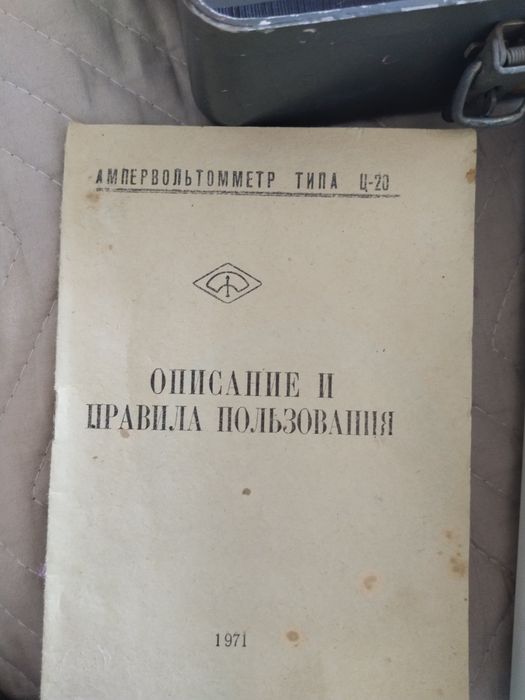 АМПЕРВОЛЬТОММЕТР ТИПА Ц-20
ОПИСАНИЕ И
ПРАВИЛА ПОЛЬЗОВАНИЯ
1971